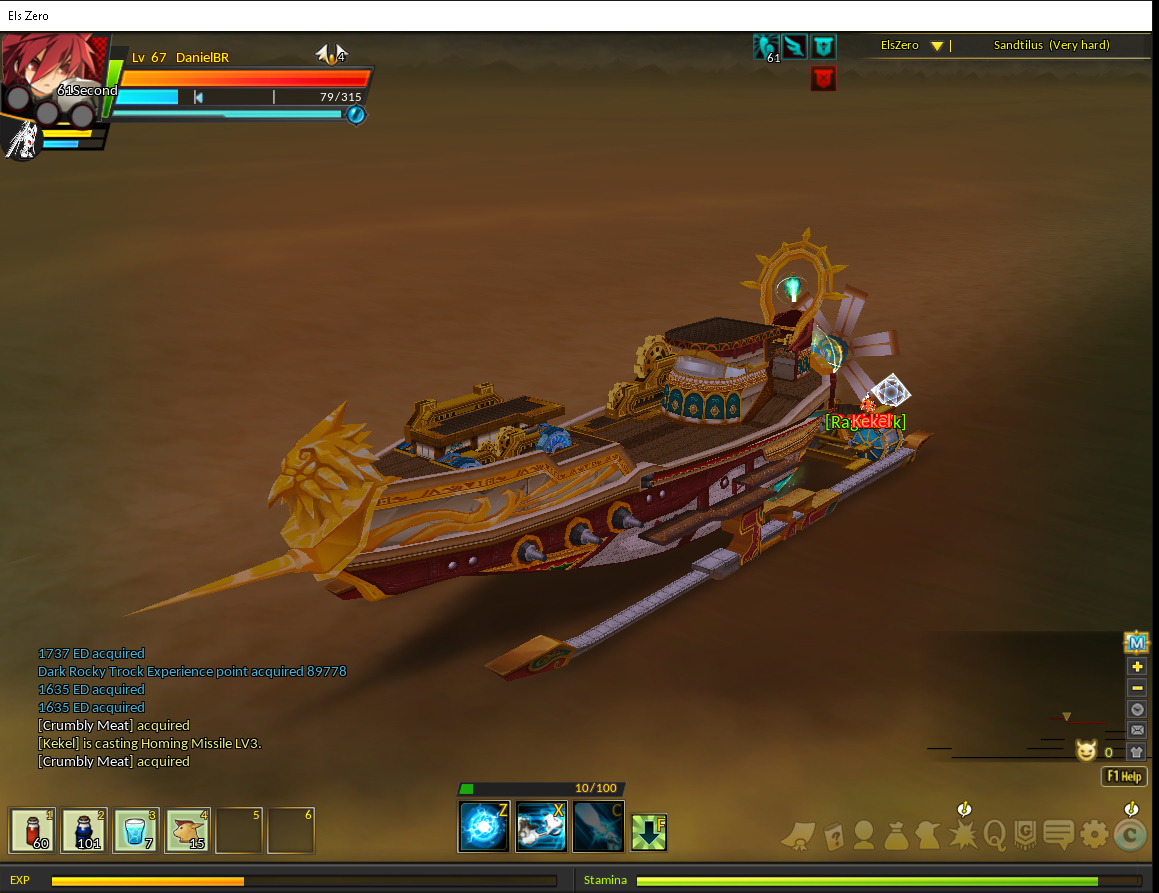 Els Zero
Lv 67 DanielBR
4
61Second
79/315
61
ElsZero
Sandtilus (Very hard)
Kekel
1737 ED acquired
Dark Rocky Trock Experience point acquired 89778
1635 ED acquired
1635 ED acquired
[Crumbly Meat] acquired
[Kekel] is casting Homing Missile LV3.
[Crumbly Meat] acquired
M
0
F1 Help
10/100
1 2 3 4 5 6
60 101 7 15
Z X C F
Q G C
EXP
Stamina